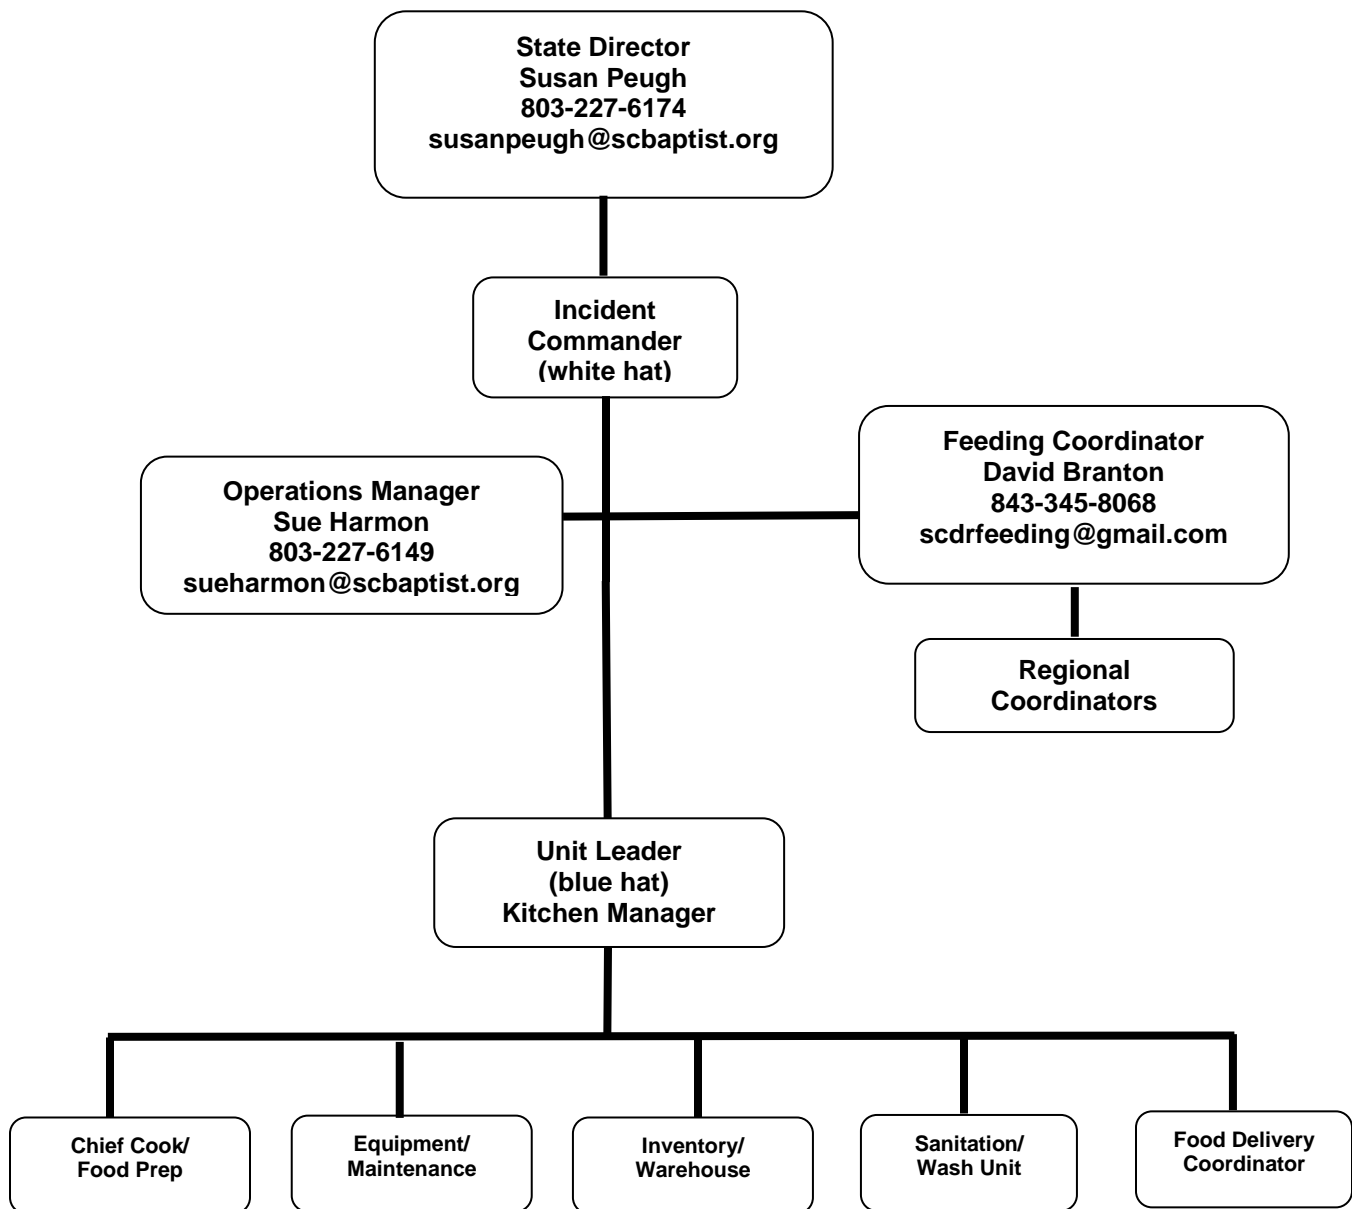 State Director
Susan Peugh
803-227-6174
susanpeugh@scbaptist.org
Incident
Commander
(white hat)
Operations Manager
Sue Harmon
803-227-6149
sueharmon@scbaptist.org
Feeding Coordinator
David Branton
843-345-8068
scdrfeeding@gmail.com
Regional
Coordinators
Unit Leader
(blue hat)
Kitchen Manager
Chief Cook/
Food Prep
Equipment/
Maintenance
Inventory/
Warehouse
Sanitation/
Wash Unit
Food Delivery
Coordinator